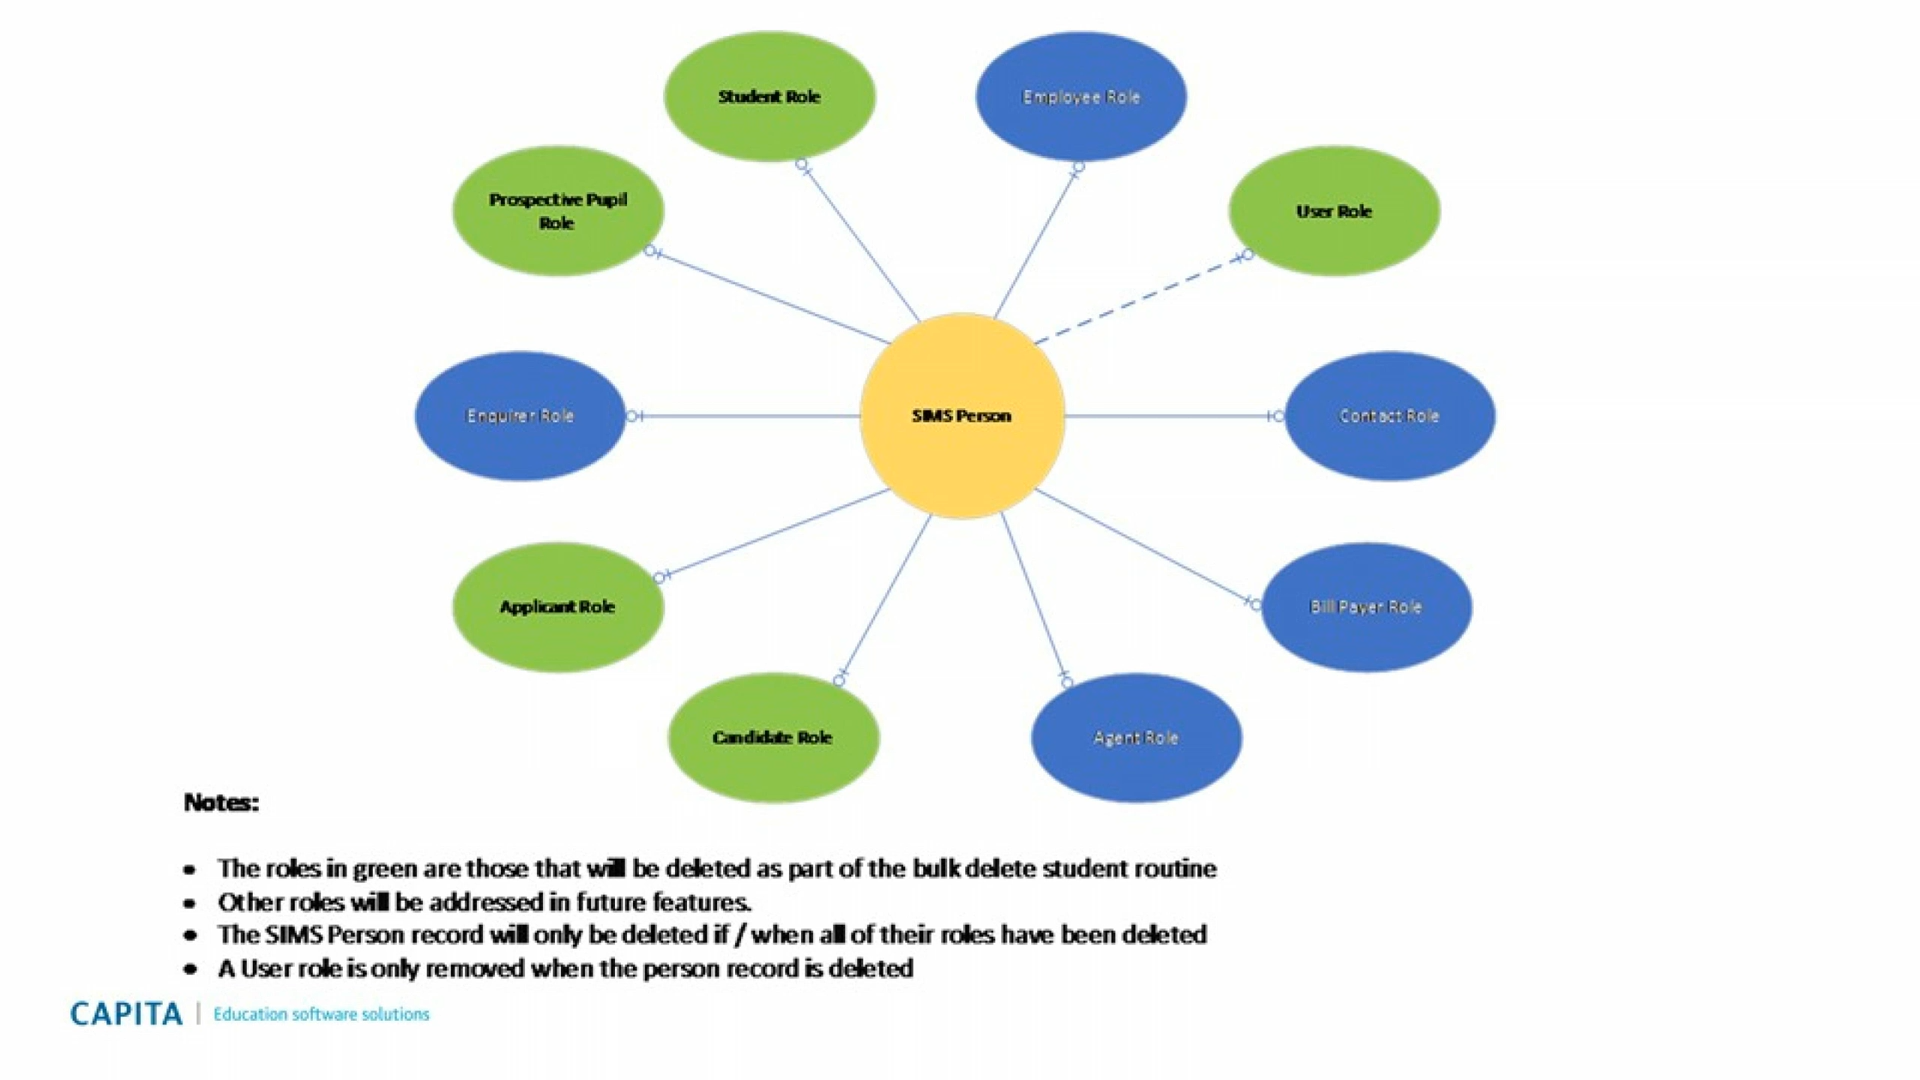 Student Role
Employee Role
Prospective Pupil
Role
User Role
Enquirer Role
SIMS Person
Contact Role
Applicant Role
Bill Payer Role
Candidate Role
Agent Role
Notes:
• The roles in green are those that will be deleted as part of the bulk delete student routine
• Other roles will be addressed in future features.
• The SIMS Person record will only be deleted if / when all of their roles have been deleted
• A User role is only removed when the person record is deleted
CAPITA | Education software solutions